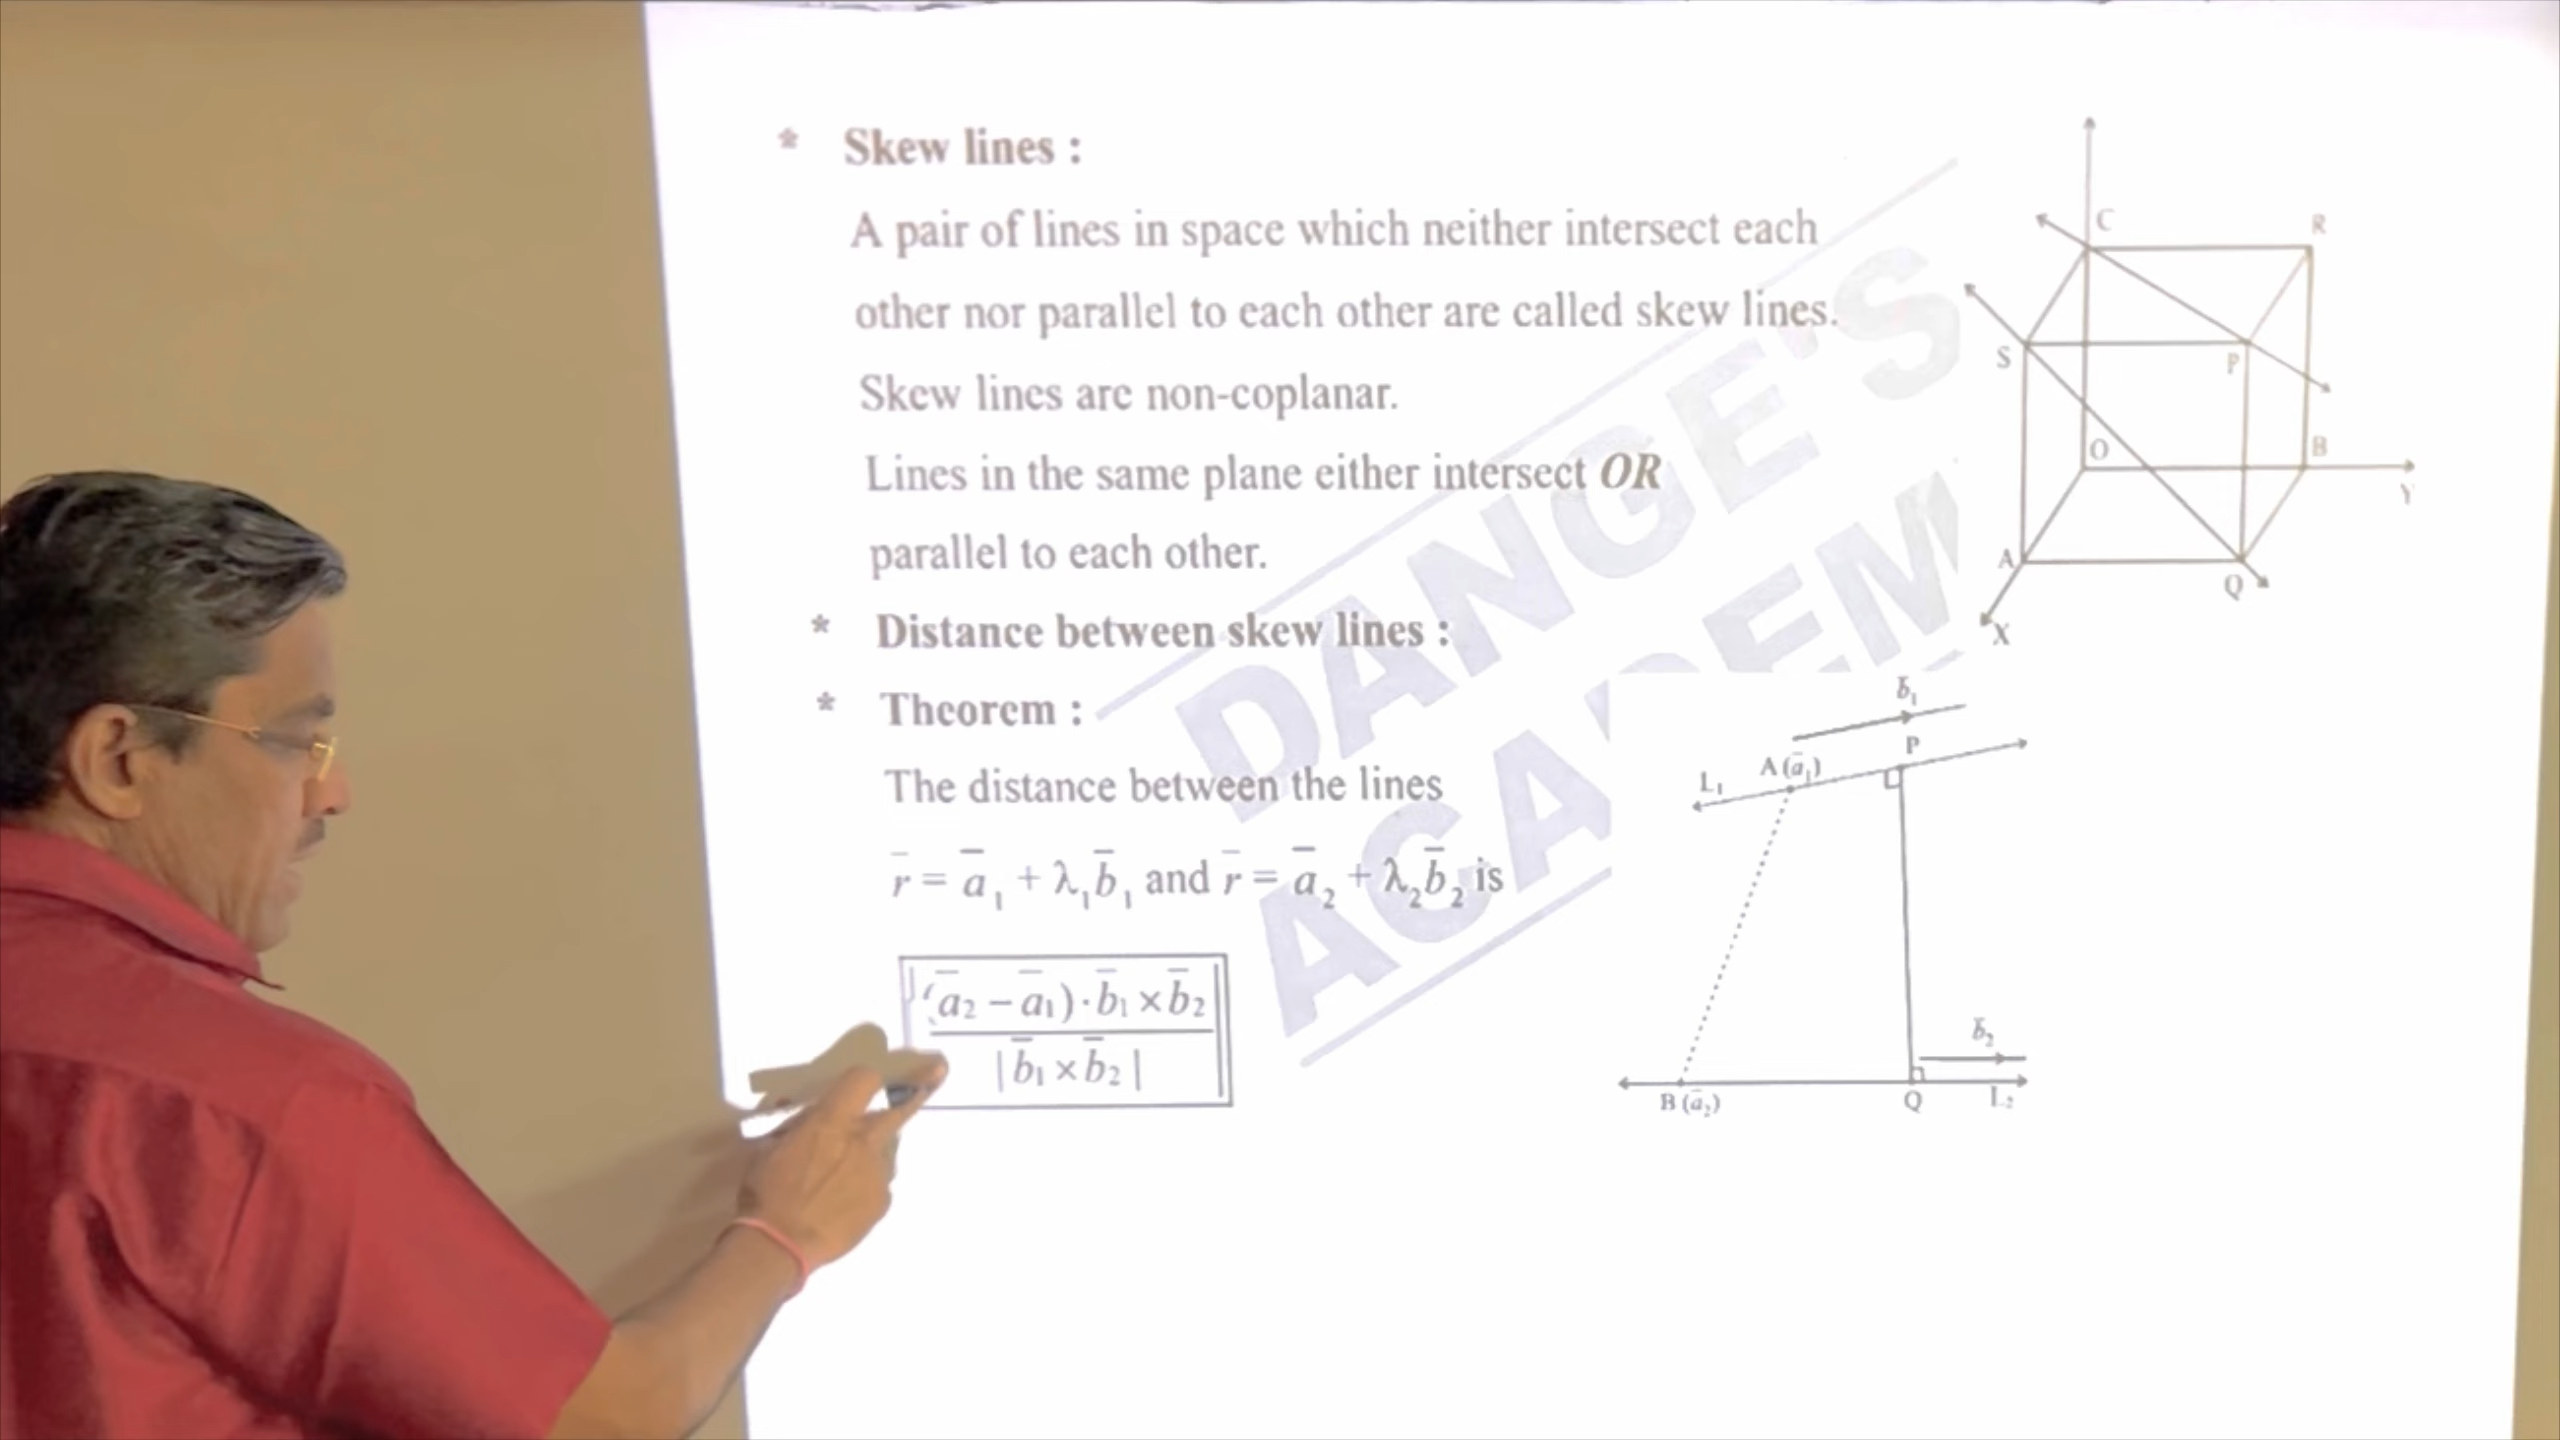 * Skew lines :
A pair of lines in space which neither intersect each
other nor parallel to each other are called skew lines.
Skew lines are non-coplanar.
Lines in the same plane either intersect OR
parallel to each other.
* Distance between skew lines :
* Theorem :
The distance between the lines
r̄ = ā₁ + λ₁b̄₁ and r̄ = ā₂ + λ₂b̄₂ is
|(ā₂ − ā₁) · b̄₁ × b̄₂
| b̄₁ × b̄₂ ||
C
R
S
P
O
B
Y
A
Q
X
b̄₁
P
A (ā₁)
L₁
b̄₂
B (ā₂)
Q
L₂
DANGE'S